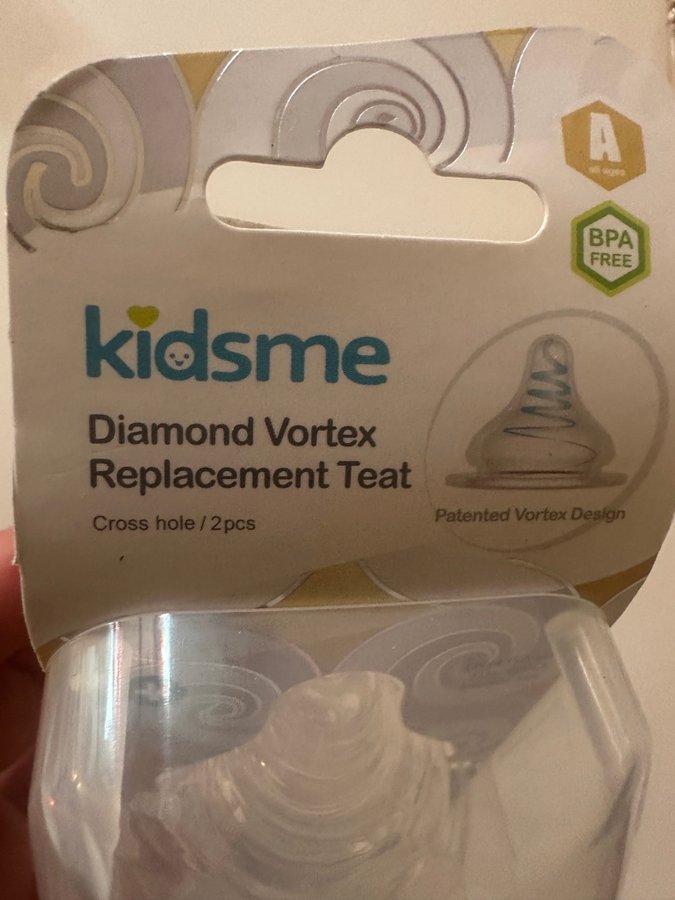 A
all ages
BPA
FREE
kidsme
Diamond Vortex
Replacement Teat
Cross hole / 2pcs
Patented Vortex Design